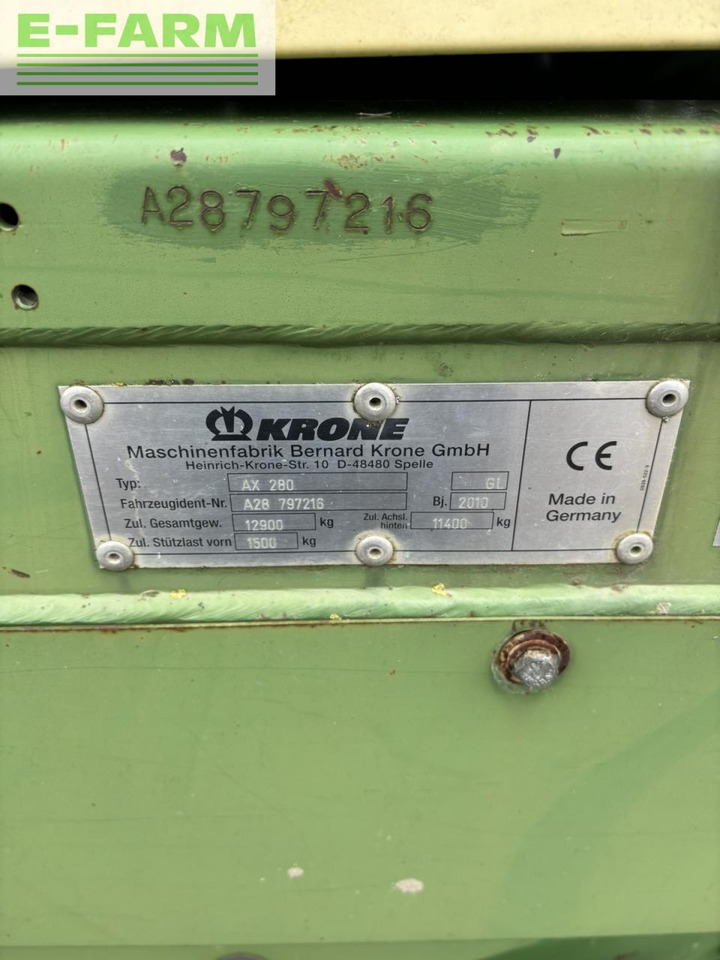 E-FARM
A28797216
KRONE
Maschinenfabrik Bernard Krone GmbH
Heinrich-Krone-Str. 10 D-48480 Spelle
Typ: AX 280 GL
Fahrzeugident-Nr. A28 797216 Bj. 2010
Zul. Gesamtgew. 12900 kg Zul. Achsl. hinten 11400 kg
Zul. Stützlast vorn 1500 kg
CE
Made in
Germany